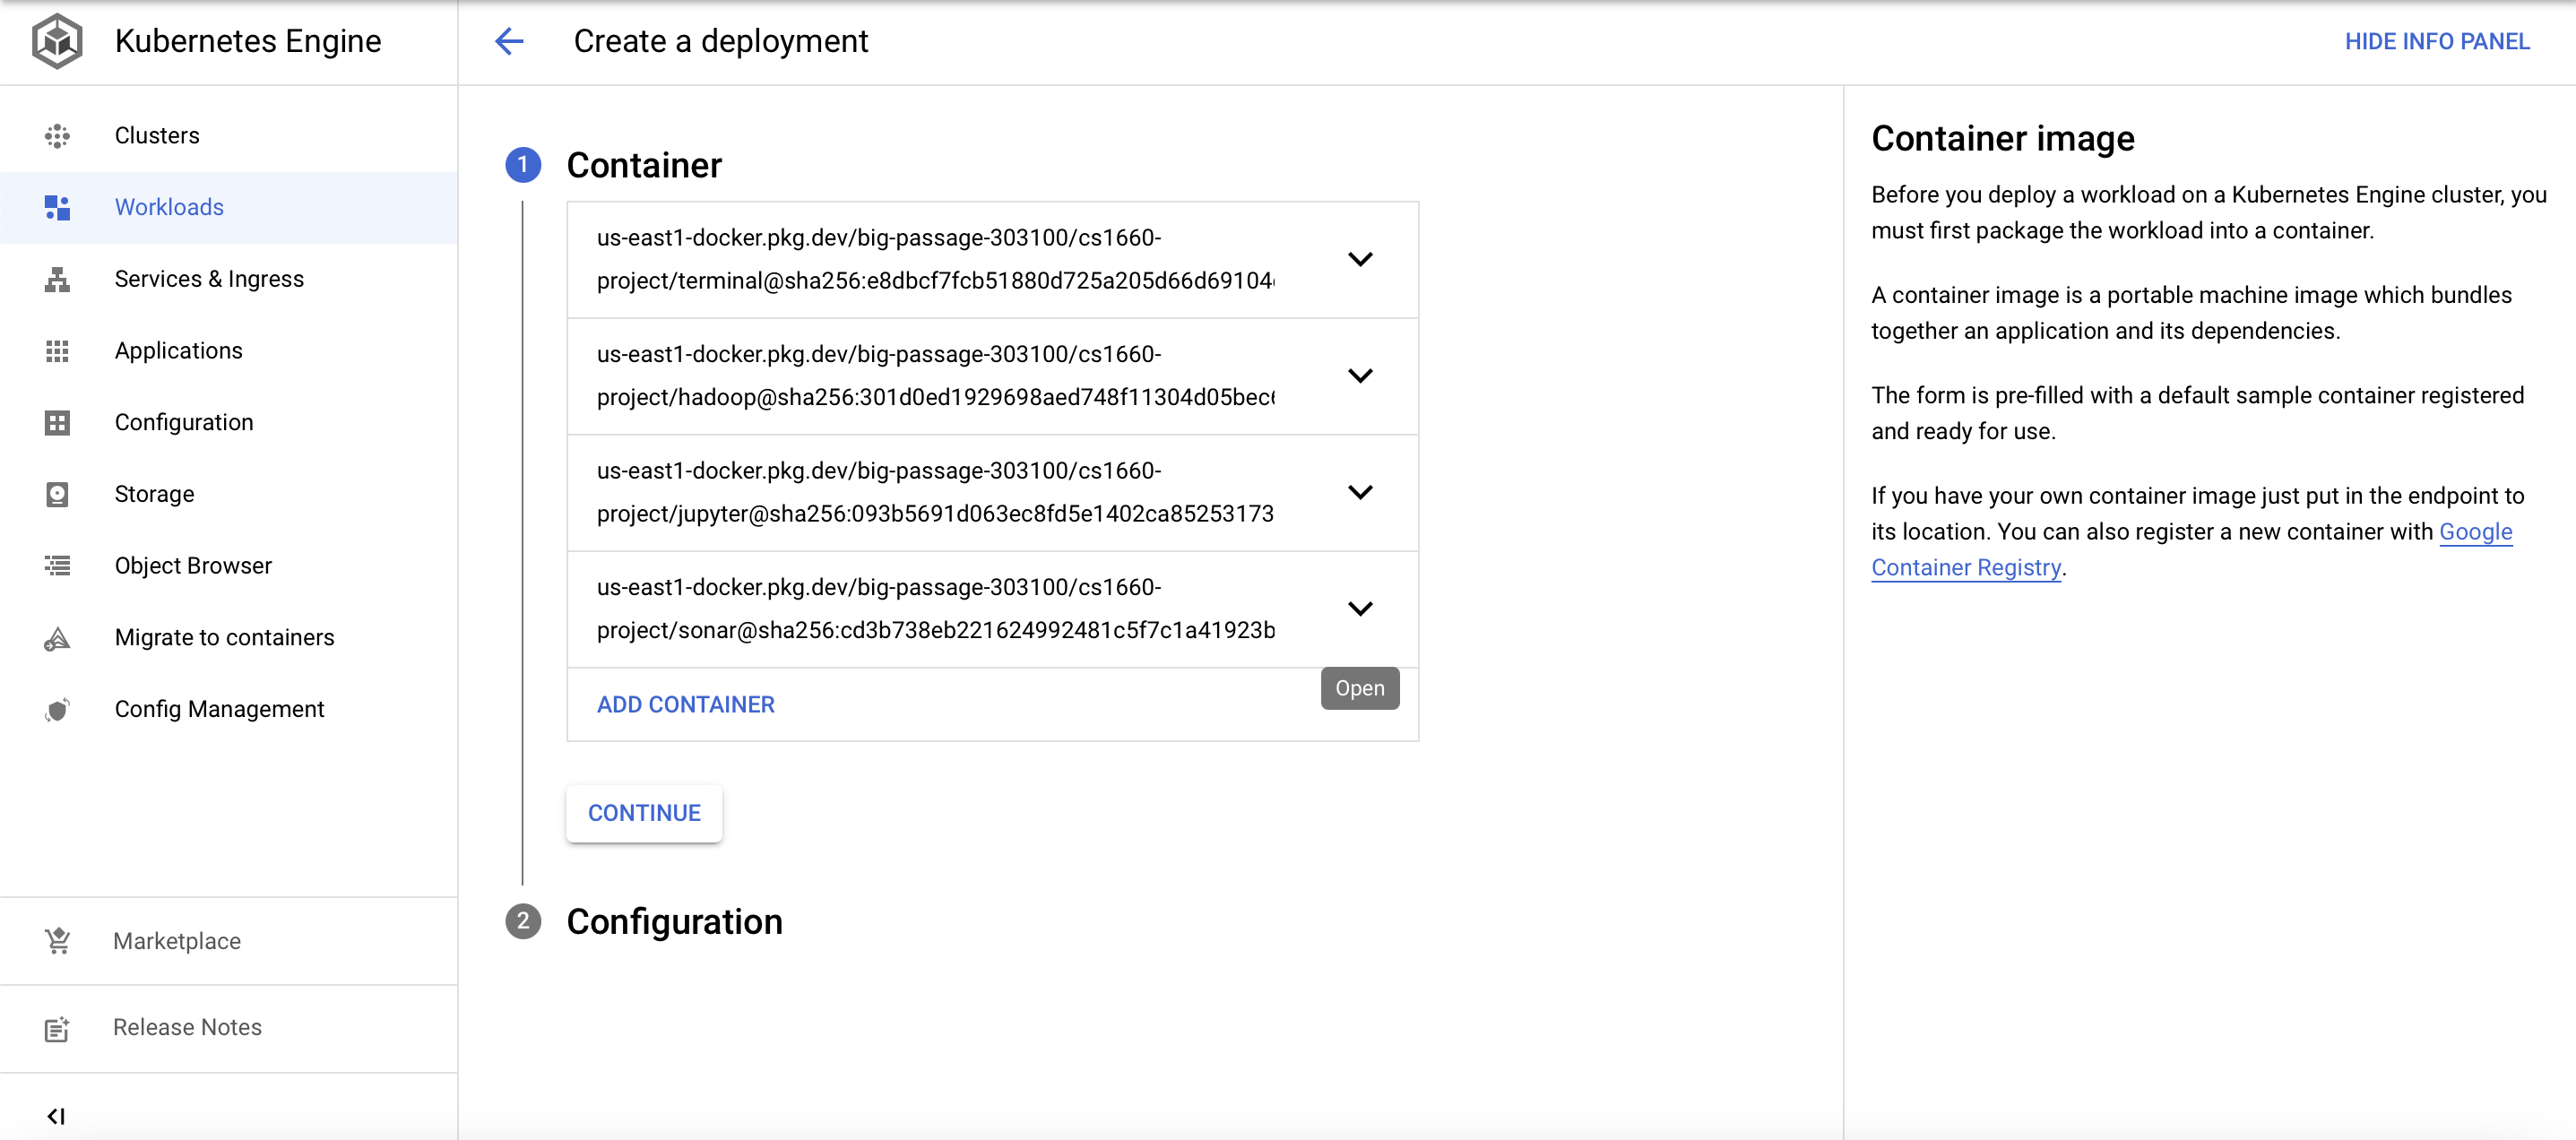 Kubernetes Engine
Create a deployment
HIDE INFO PANEL
Clusters
Workloads
Services & Ingress
Applications
Configuration
Storage
Object Browser
Migrate to containers
Config Management
Marketplace
Release Notes
1
Container
us-east1-docker.pkg.dev/big-passage-303100/cs1660-
project/terminal@sha256:e8dbcf7fcb51880d725a205d66d69104
us-east1-docker.pkg.dev/big-passage-303100/cs1660-
project/hadoop@sha256:301d0ed1929698aed748f11304d05bec
us-east1-docker.pkg.dev/big-passage-303100/cs1660-
project/jupyter@sha256:093b5691d063ec8fd5e1402ca85253173
us-east1-docker.pkg.dev/big-passage-303100/cs1660-
project/sonar@sha256:cd3b738eb221624992481c5f7c1a41923b
Open
ADD CONTAINER
CONTINUE
2
Configuration
Container image
Before you deploy a workload on a Kubernetes Engine cluster, you
must first package the workload into a container.
A container image is a portable machine image which bundles
together an application and its dependencies.
The form is pre-filled with a default sample container registered
and ready for use.
If you have your own container image just put in the endpoint to
its location. You can also register a new container with Google
Container Registry.